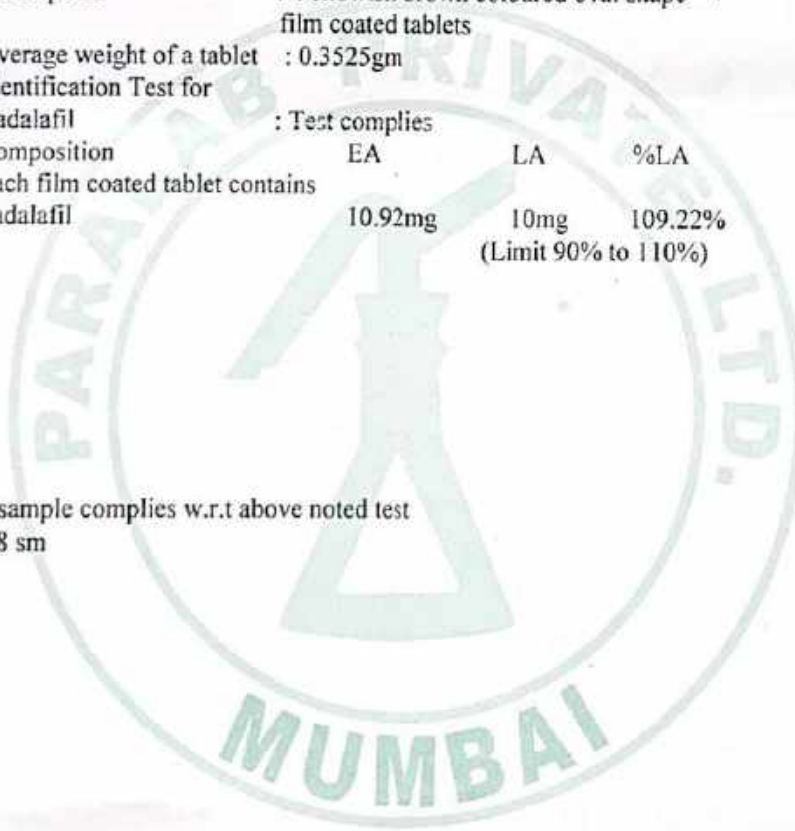 film coated tablets
verage weight of a tablet : 0.3525gm
entification Test for
adalafil : Test complies
omposition EA LA %LA
ach film coated tablet contains
adalafil 10.92mg 10mg 109.22%
(Limit 90% to 110%)
sample complies w.r.t above noted test
8 sm
PARALAB PRIVATE LTD.
MUMBAI